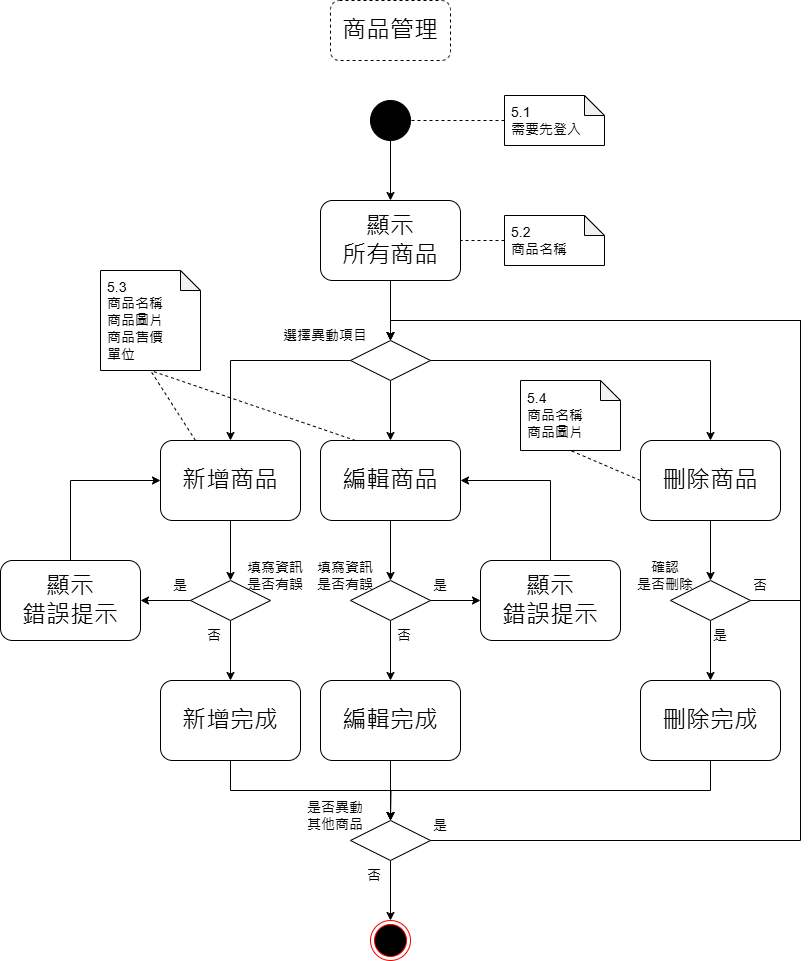 商品管理
5.1
需要先登入
顯示
所有商品
5.2
商品名稱
5.3
商品名稱
商品圖片
商品售價
單位
選擇異動項目
5.4
商品名稱
商品圖片
新增商品
編輯商品
刪除商品
填寫資訊
是否有誤
填寫資訊
是否有誤
確認
是否刪除
顯示
錯誤提示
是
是
顯示
錯誤提示
否
否
否
是
新增完成
編輯完成
刪除完成
是否異動
其他商品
是
否